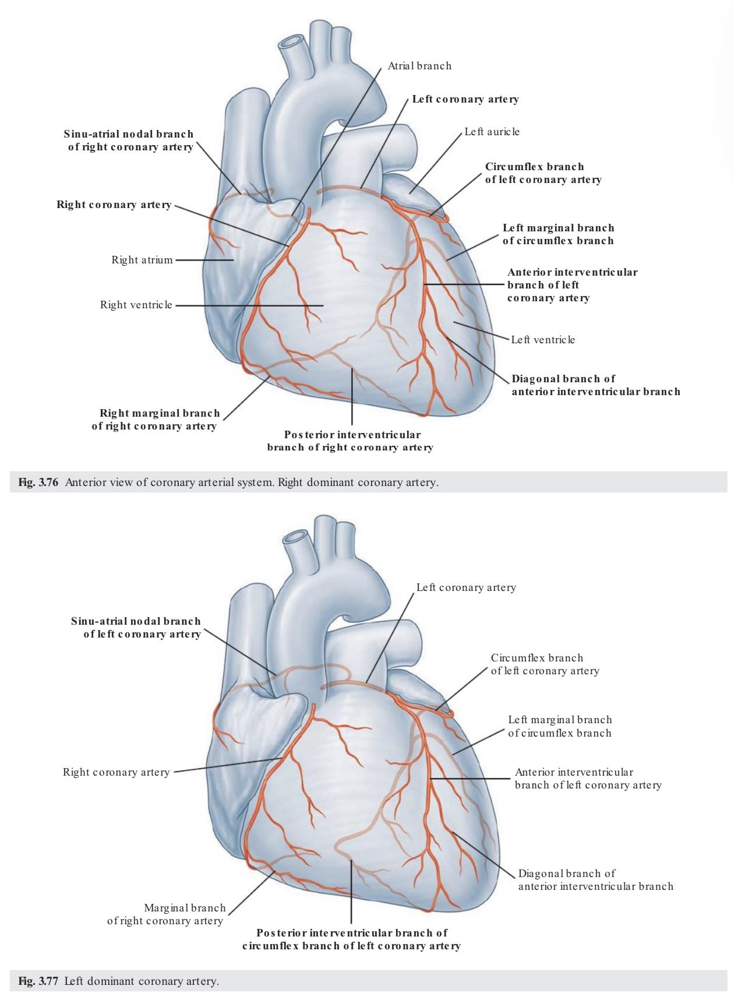 Atrial branch
Left coronary artery
Sinu-atrial nodal branch
of right coronary artery
Left auricle
Circumflex branch
of left coronary artery
Right coronary artery
Left marginal branch
of circumflex branch
Right atrium
Anterior interventricular
branch of left
coronary artery
Right ventricle
Left ventricle
Diagonal branch of
anterior interventricular branch
Right marginal branch
of right coronary artery
Posterior interventricular
branch of right coronary artery
Fig. 3.76 Anterior view of coronary arterial system. Right dominant coronary artery.
Left coronary artery
Sinu-atrial nodal branch
of left coronary artery
Circumflex branch
of left coronary artery
Left marginal branch
of circumflex branch
Right coronary artery
Anterior interventricular
branch of left coronary artery
Diagonal branch of
anterior interventricular branch
Marginal branch
of right coronary artery
Posterior interventricular branch of
circumflex branch of left coronary artery
Fig. 3.77 Left dominant coronary artery.